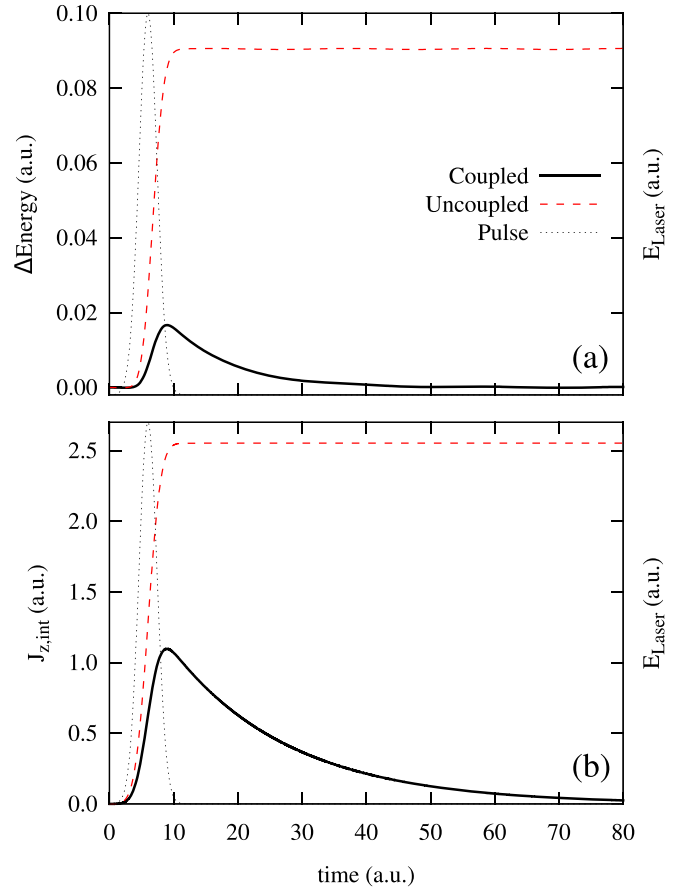 0.10
0.08
0.06
0.04
0.02
0.00
ΔEnergy (a.u.)
E_Laser (a.u.)
Coupled
Uncoupled
Pulse
(a)
2.5
2.0
1.5
1.0
0.5
0.0
J_z,int (a.u.)
E_Laser (a.u.)
(b)
0 10 20 30 40 50 60 70 80
time (a.u.)